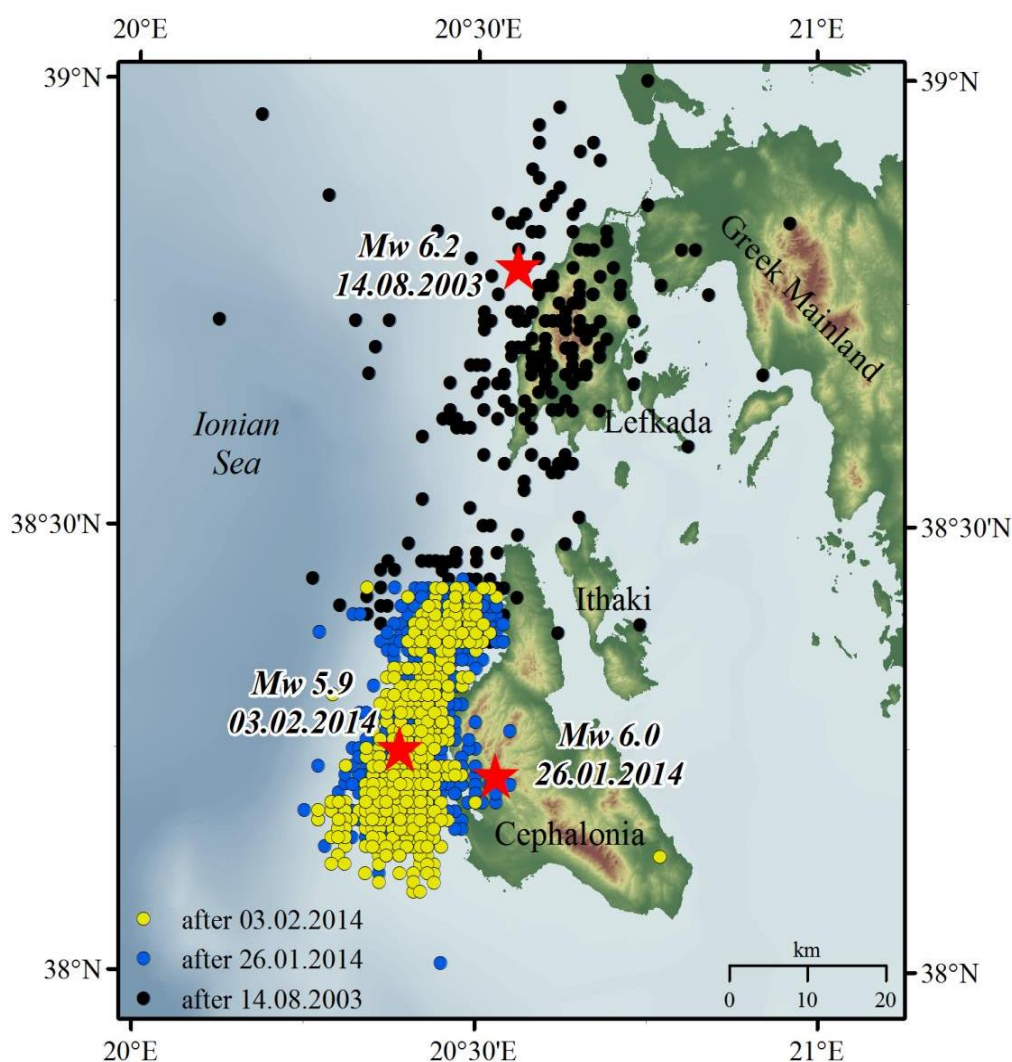 20°E
20°30'E
21°E
39°N
39°N
Mw 6.2
14.08.2003
Greek Mainland
Ionian
Sea
Lefkada
38°30'N
38°30'N
Ithaki
Mw 5.9
03.02.2014
Mw 6.0
26.01.2014
Cephalonia
after 03.02.2014
after 26.01.2014
after 14.08.2003
km
0 10 20
38°N
38°N
20°E
20°30'E
21°E